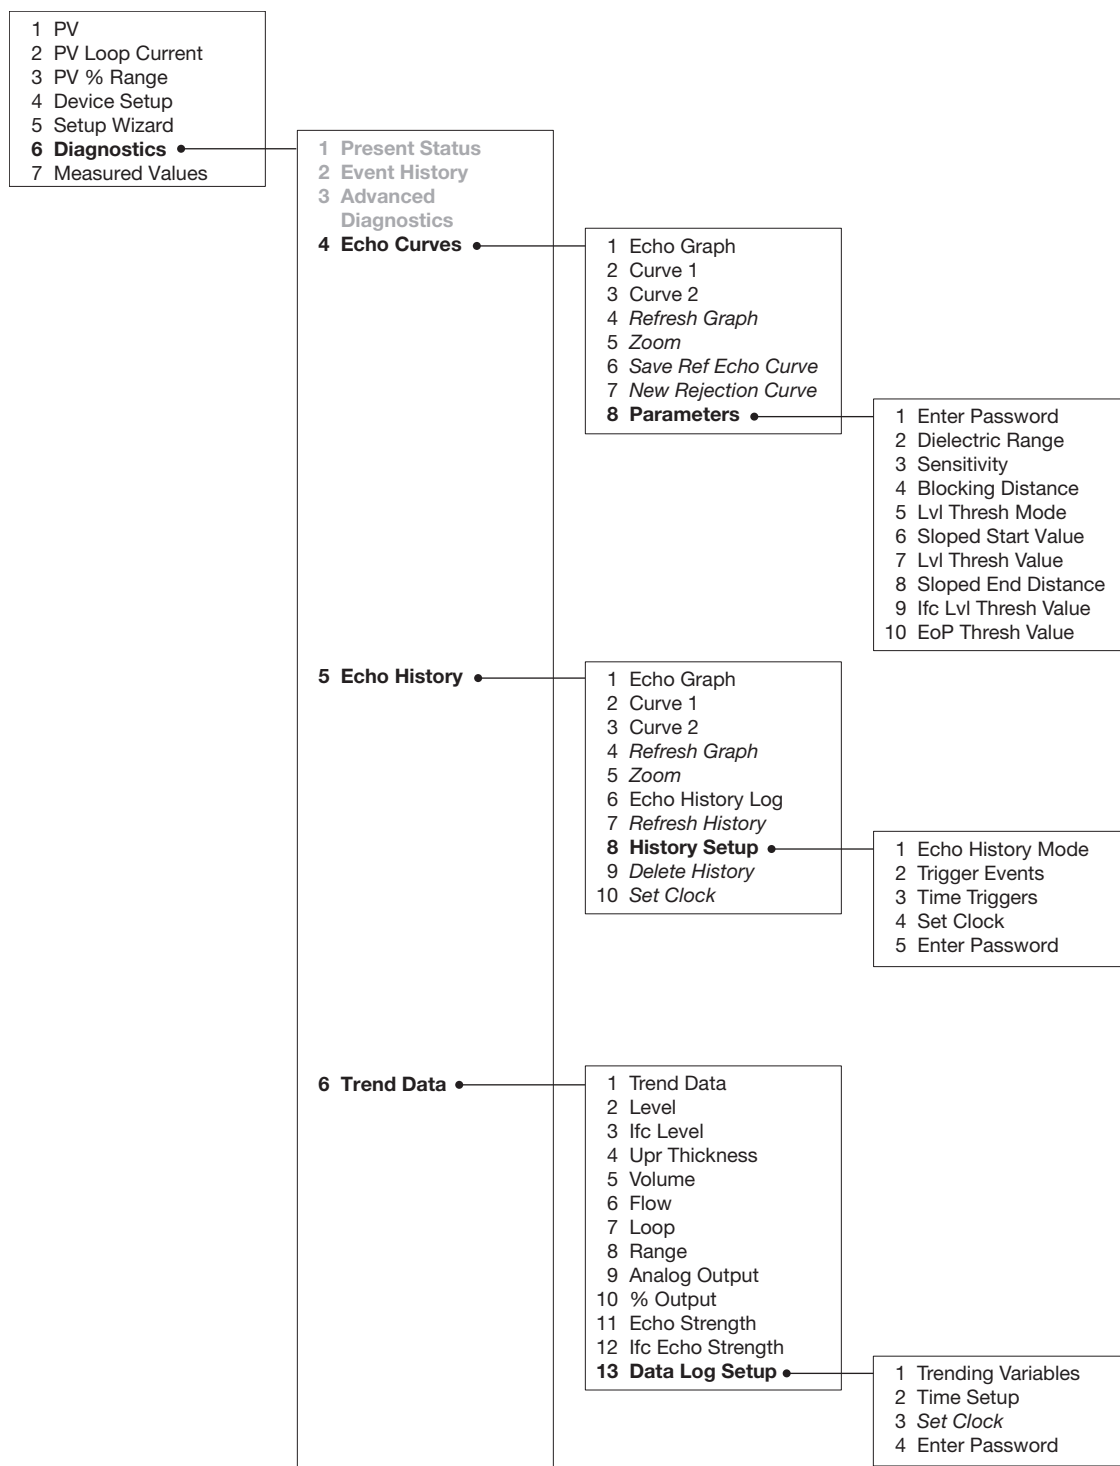 1 PV
2 PV Loop Current
3 PV % Range
4 Device Setup
5 Setup Wizard
6 Diagnostics
7 Measured Values
1 Present Status
2 Event History
3 Advanced
Diagnostics
4 Echo Curves
1 Echo Graph
2 Curve 1
3 Curve 2
4 Refresh Graph
5 Zoom
6 Save Ref Echo Curve
7 New Rejection Curve
8 Parameters
1 Enter Password
2 Dielectric Range
3 Sensitivity
4 Blocking Distance
5 Lvl Thresh Mode
6 Sloped Start Value
7 Lvl Thresh Value
8 Sloped End Distance
9 Ifc Lvl Thresh Value
10 EoP Thresh Value
5 Echo History
1 Echo Graph
2 Curve 1
3 Curve 2
4 Refresh Graph
5 Zoom
6 Echo History Log
7 Refresh History
8 History Setup
9 Delete History
10 Set Clock
1 Echo History Mode
2 Trigger Events
3 Time Triggers
4 Set Clock
5 Enter Password
6 Trend Data
1 Trend Data
2 Level
3 Ifc Level
4 Upr Thickness
5 Volume
6 Flow
7 Loop
8 Range
9 Analog Output
10 % Output
11 Echo Strength
12 Ifc Echo Strength
13 Data Log Setup
1 Trending Variables
2 Time Setup
3 Set Clock
4 Enter Password